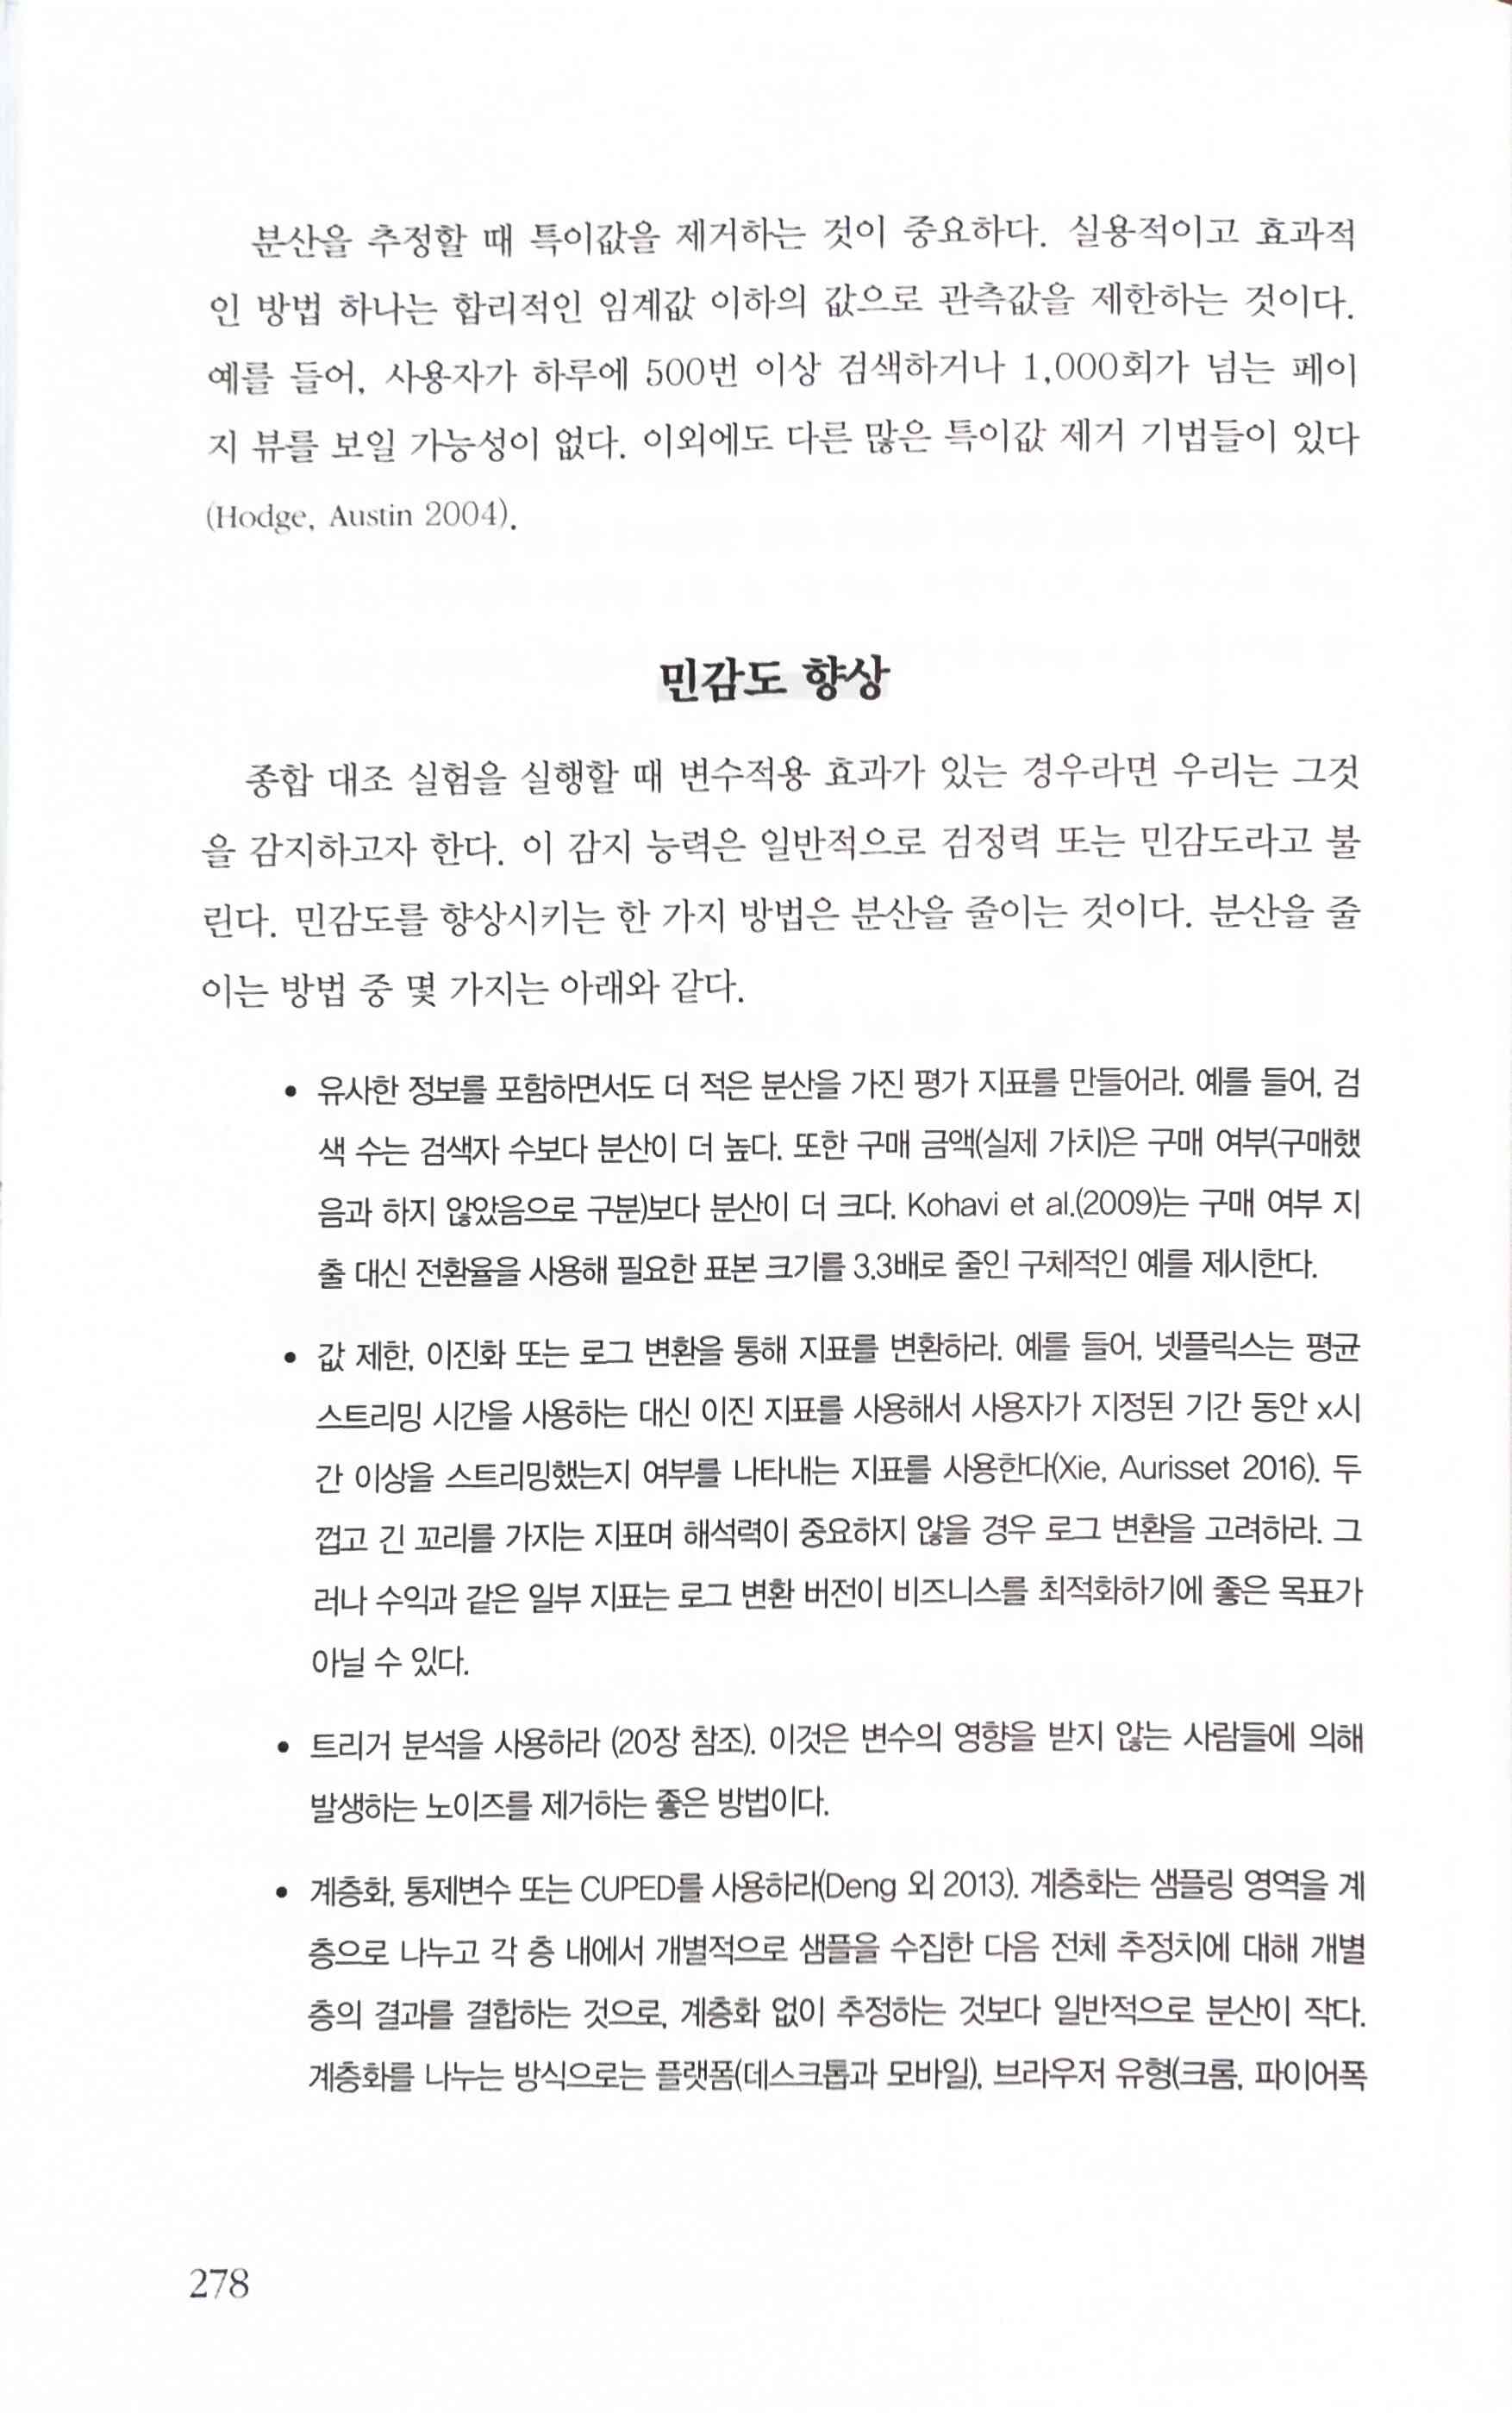 분산을 추정할 때 특이값을 제거하는 것이 중요하다. 실용적이고 효과적
인 방법 하나는 합리적인 임계값 이하의 값으로 관측값을 제한하는 것이다.
예를 들어, 사용자가 하루에 500번 이상 검색하거나 1,000회가 넘는 페이
지 뷰를 보일 가능성이 없다. 이외에도 다른 많은 특이값 제거 기법들이 있다
(Hodge, Austin 2004).
민감도 향상
종합 대조 실험을 실행할 때 변수적용 효과가 있는 경우라면 우리는 그것
을 감지하고자 한다. 이 감지 능력은 일반적으로 검정력 또는 민감도라고 불
린다. 민감도를 향상시키는 한 가지 방법은 분산을 줄이는 것이다. 분산을 줄
이는 방법 중 몇 가지는 아래와 같다.
• 유사한 정보를 포함하면서도 더 적은 분산을 가진 평가 지표를 만들어라. 예를 들어, 검
색 수는 검색자 수보다 분산이 더 높다. 또한 구매 금액(실제 가치)은 구매 여부(구매했
음과 하지 않았음으로 구분)보다 분산이 더 크다. Kohavi et al.(2009)는 구매 여부 지
출 대신 전환율을 사용해 필요한 표본 크기를 3.3배로 줄인 구체적인 예를 제시한다.
• 값 제한, 이진화 또는 로그 변환을 통해 지표를 변환하라. 예를 들어, 넷플릭스는 평균
스트리밍 시간을 사용하는 대신 이진 지표를 사용해서 사용자가 지정된 기간 동안 x시
간 이상을 스트리밍했는지 여부를 나타내는 지표를 사용한다(Xie, Aurisset 2016). 두
껍고 긴 꼬리를 가지는 지표며 해석력이 중요하지 않을 경우 로그 변환을 고려하라. 그
러나 수익과 같은 일부 지표는 로그 변환 버전이 비즈니스를 최적화하기에 좋은 목표가
아닐 수 있다.
• 트리거 분석을 사용하라 (20장 참조). 이것은 변수의 영향을 받지 않는 사람들에 의해
발생하는 노이즈를 제거하는 좋은 방법이다.
• 계층화, 통제변수 또는 CUPED를 사용하라(Deng 외 2013). 계층화는 샘플링 영역을 계
층으로 나누고 각 층 내에서 개별적으로 샘플을 수집한 다음 전체 추정치에 대해 개별
층의 결과를 결합하는 것으로, 계층화 없이 추정하는 것보다 일반적으로 분산이 작다.
계층화를 나누는 방식으로는 플랫폼(데스크톱과 모바일), 브라우저 유형(크롬, 파이어폭
278